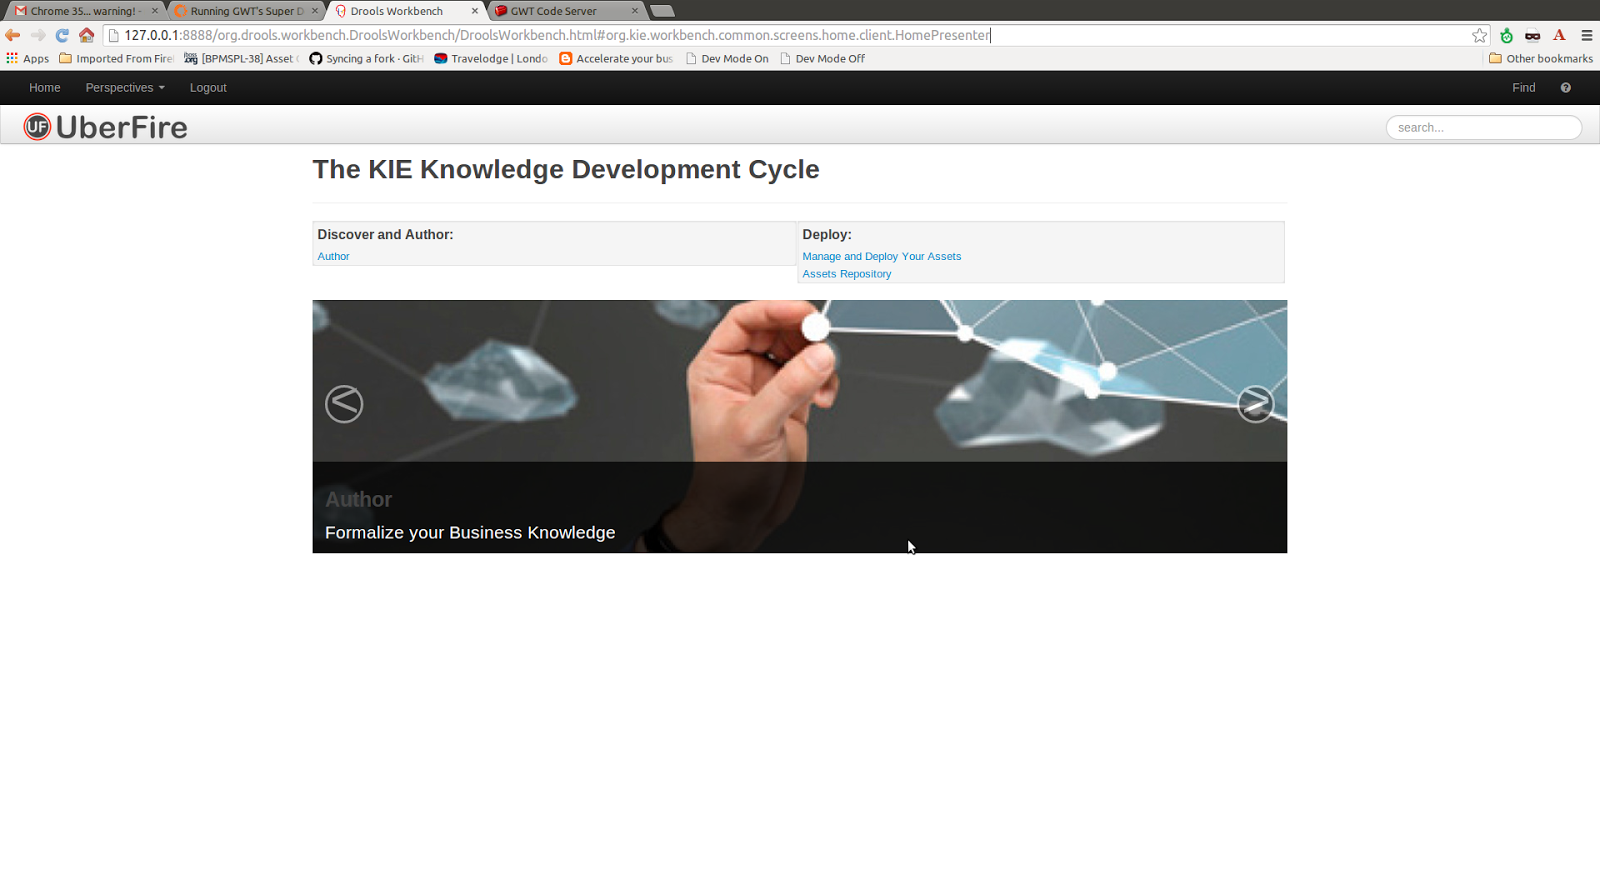 Chrome 35... warning! -
Running GWT's Super D
Drools Workbench
GWT Code Server
127.0.0.1:8888/org.drools.workbench.DroolsWorkbench/DroolsWorkbench.html#org.kie.workbench.common.screens.home.client.HomePresenter
A
Apps
Imported From Fire
[BPMSPL-38] Asset
Syncing a fork · GitH
Travelodge | Londo
Accelerate your bus
Dev Mode On
Dev Mode Off
Other bookmarks
Home
Perspectives
Logout
Find
?
UF UberFire
search...
The KIE Knowledge Development Cycle
Discover and Author:
Author
Deploy:
Manage and Deploy Your Assets
Assets Repository
<
>
Author
Formalize your Business Knowledge